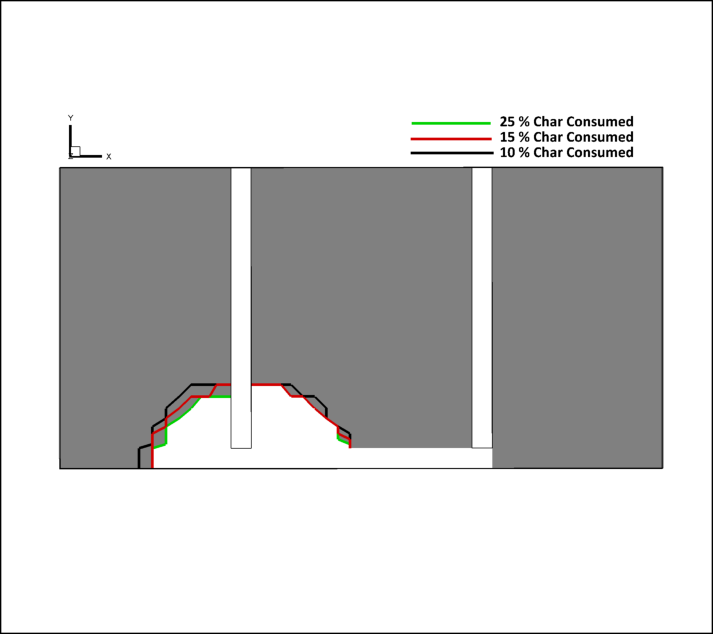 Y
Z X
25 % Char Consumed
15 % Char Consumed
10 % Char Consumed